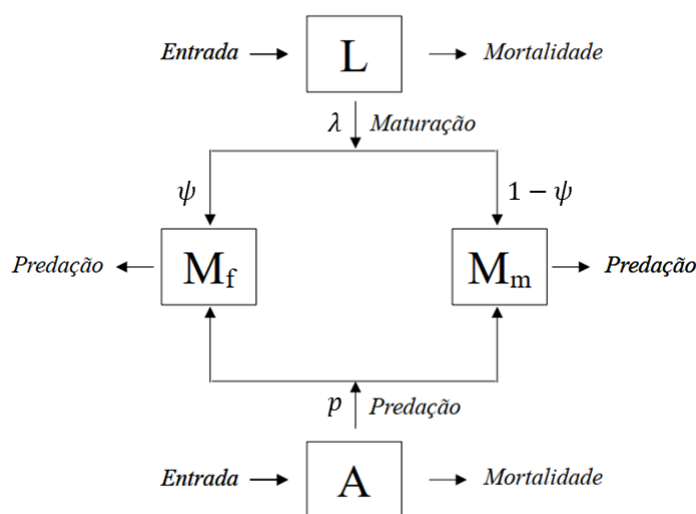 Entrada L Mortalidade
λ Maturação
ψ 1 − ψ
Predação M_f M_m Predação
p Predação
Entrada A Mortalidade